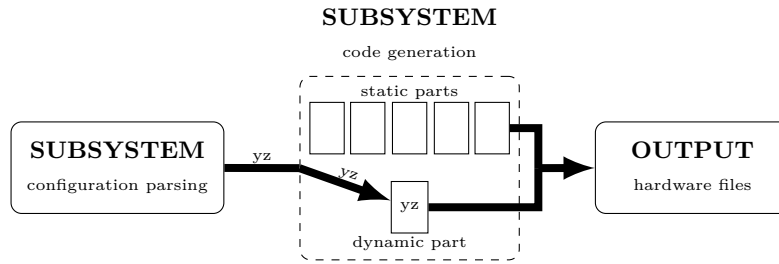 SUBSYSTEM
code generation
static parts
SUBSYSTEM
configuration parsing
yz
yz
yz
dynamic part
OUTPUT
hardware files